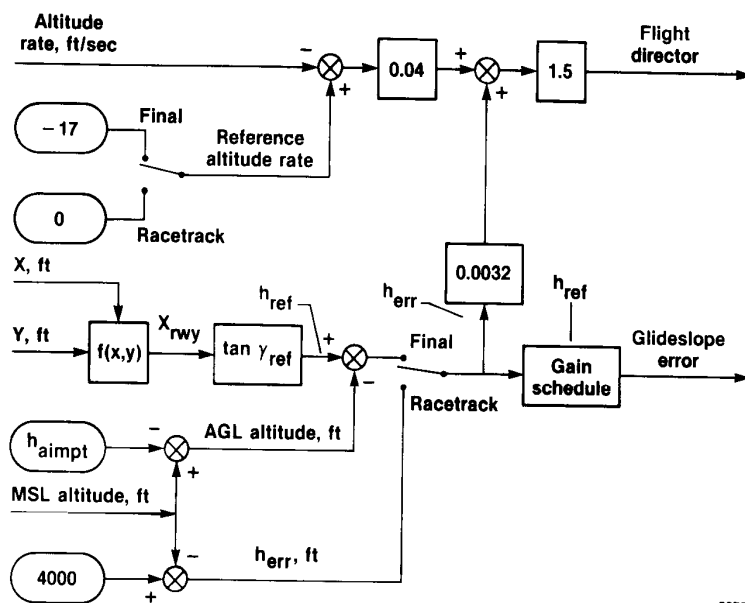 Altitude
rate, ft/sec
−
+
0.04
+
+
1.5
Flight
director
− 17
Final
Reference
altitude rate
0
Racetrack
X, ft
Y, ft
f(x,y)
Xrwy
tan γref
href
+
−
herr
0.0032
Final
Racetrack
href
Gain
schedule
Glideslope
error
haimpt
−
+
AGL altitude, ft
MSL altitude, ft
−
+
herr, ft
4000